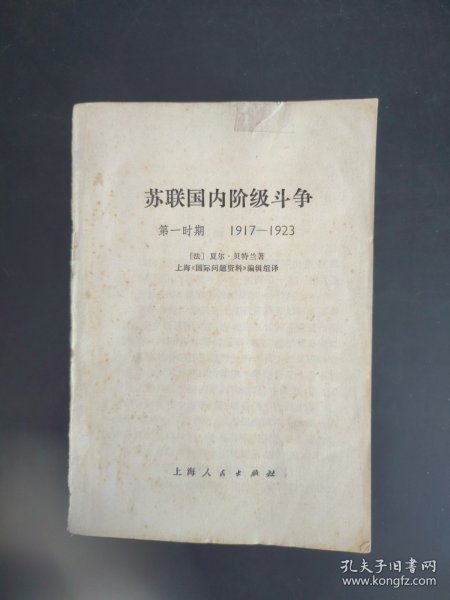 苏联国内阶级斗争
第一时期 1917—1923
〔法〕夏尔·贝特兰著
上海《国际问题资料》编辑组译
上海人民出版社
孔夫子旧书网
www.kongfz.com